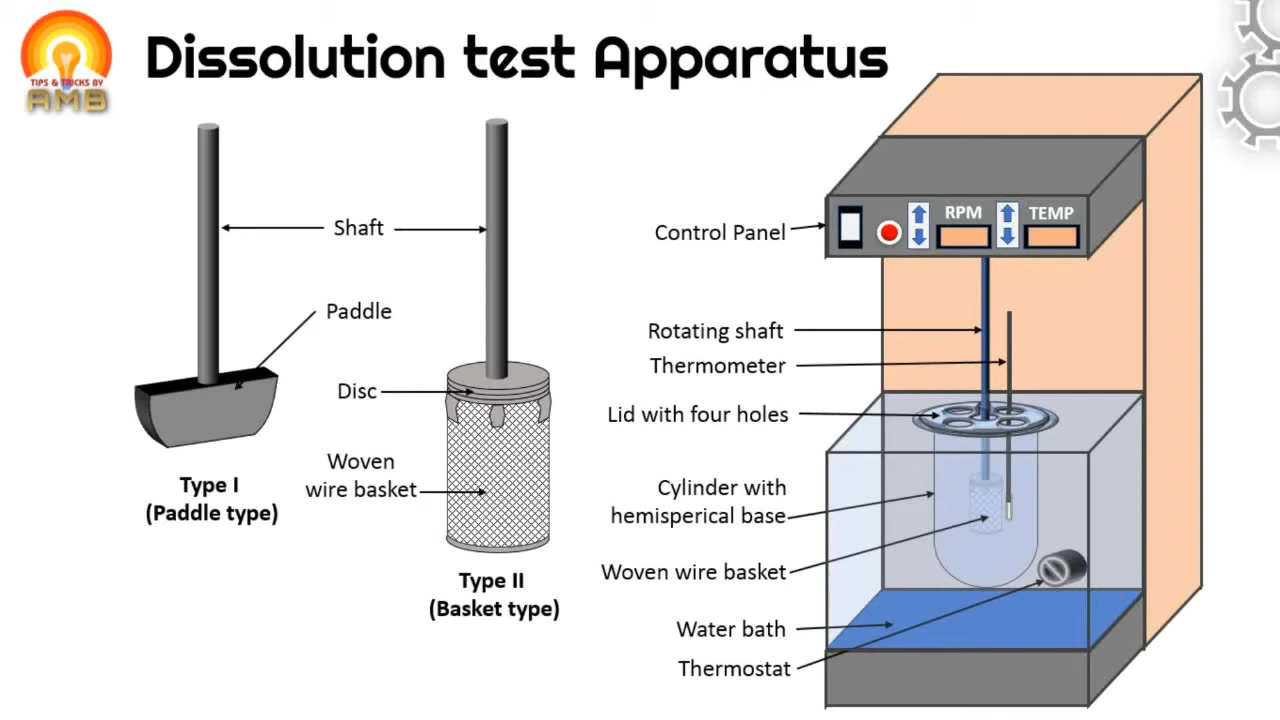 TIPS & TRICKS BY
AMB
Dissolution test Apparatus
Shaft
Paddle
Disc
Woven
wire basket
Type I
(Paddle type)
Type II
(Basket type)
RPM
TEMP
Control Panel
Rotating shaft
Thermometer
Lid with four holes
Cylinder with
hemisperical base
Woven wire basket
Water bath
Thermostat